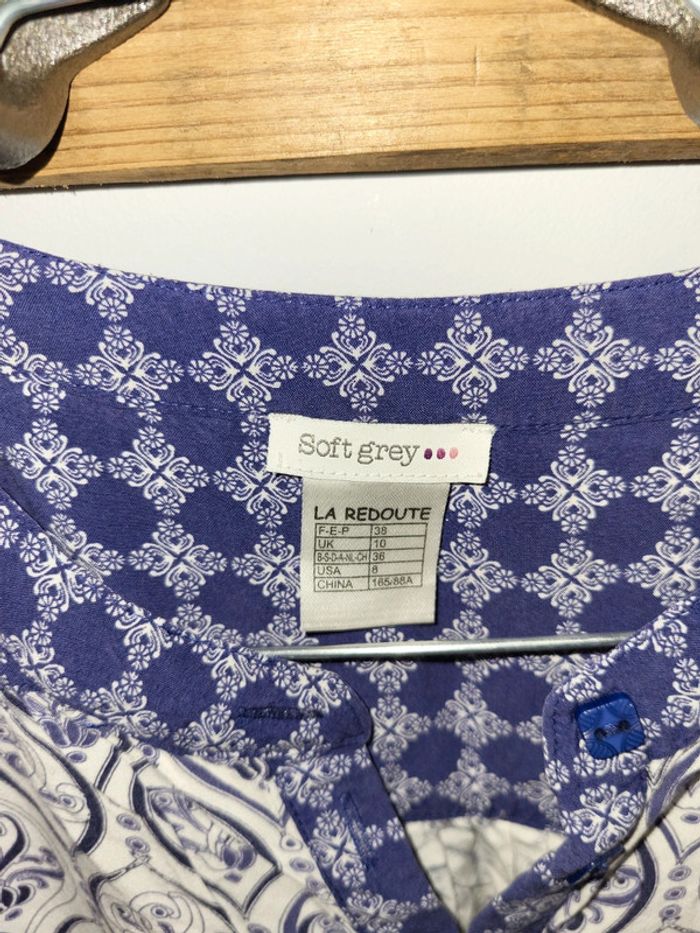 Soft grey
LA REDOUTE
F-E-P 38
UK 10
B-S-D-A-NL-CH 36
USA 8
CHINA 165/88A